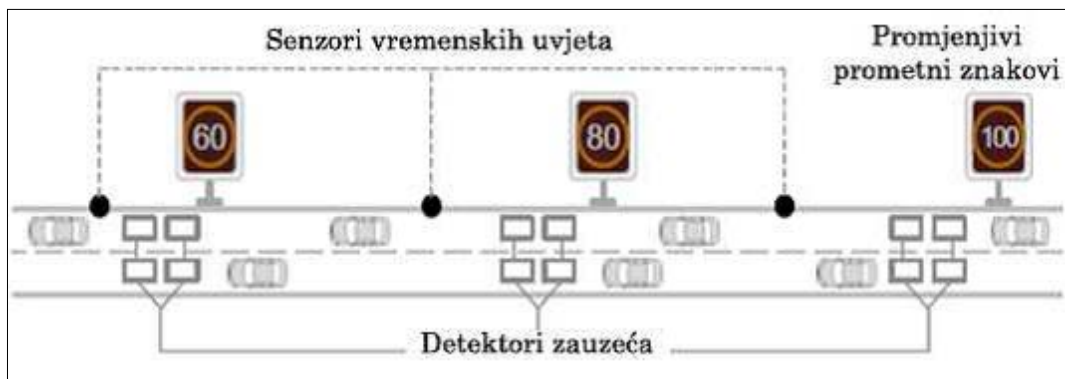 Senzori vremenskih uvjeta
Promjenjivi
prometni znakovi
60
80
100
Detektori zauzeća